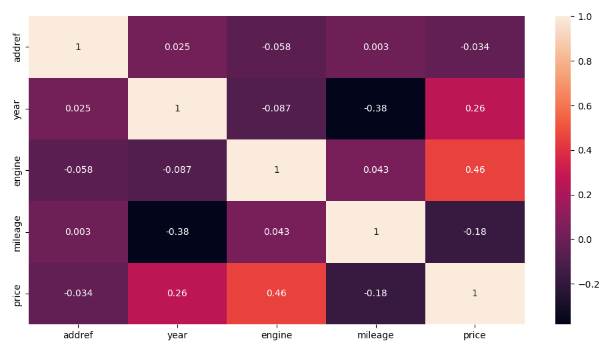 addref 1 0.025 -0.058 0.003 -0.034
year 0.025 1 -0.087 -0.38 0.26
engine -0.058 -0.087 1 0.043 0.46
mileage 0.003 -0.38 0.043 1 -0.18
price -0.034 0.26 0.46 -0.18 1
addref year engine mileage price
1.0
0.8
0.6
0.4
0.2
0.0
−0.2